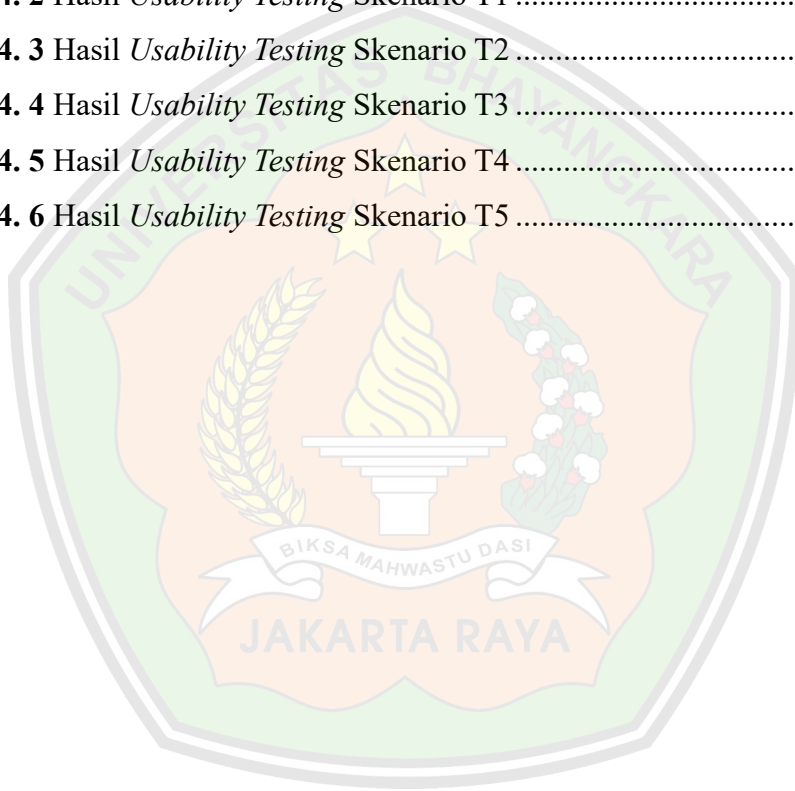 4. 2 Hasil Usability Testing Skenario T1 ........................................
4. 3 Hasil Usability Testing Skenario T2 ........................................
4. 4 Hasil Usability Testing Skenario T3 ........................................
4. 5 Hasil Usability Testing Skenario T4 ........................................
4. 6 Hasil Usability Testing Skenario T5 ........................................
UNIVERSITAS BHAYANGKARA
BIKSA MAHWASTU DASI
JAKARTA RAYA